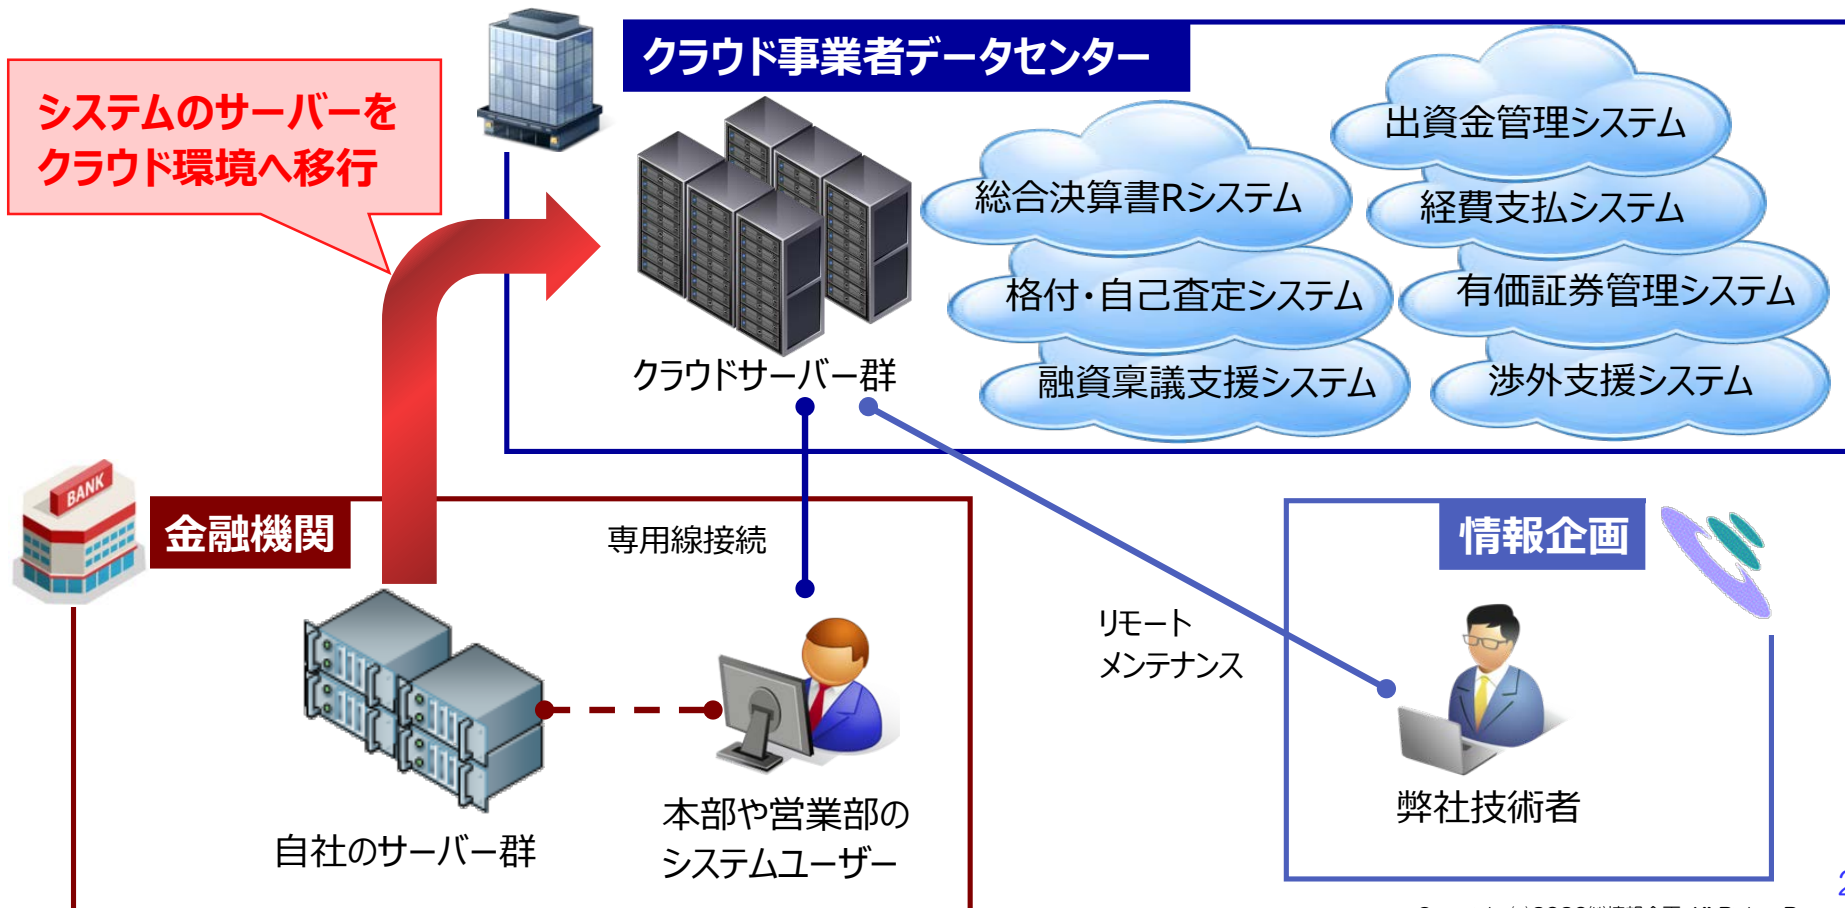 クラウド事業者データセンター
システムのサーバーを
クラウド環境へ移行
出資金管理システム
総合決算書Rシステム
経費支払システム
格付・自己査定システム
有価証券管理システム
融資稟議支援システム
渉外支援システム
クラウドサーバー群
BANK
金融機関
専用線接続
情報企画
リモート
メンテナンス
自社のサーバー群
本部や営業部の
システムユーザー
弊社技術者
2